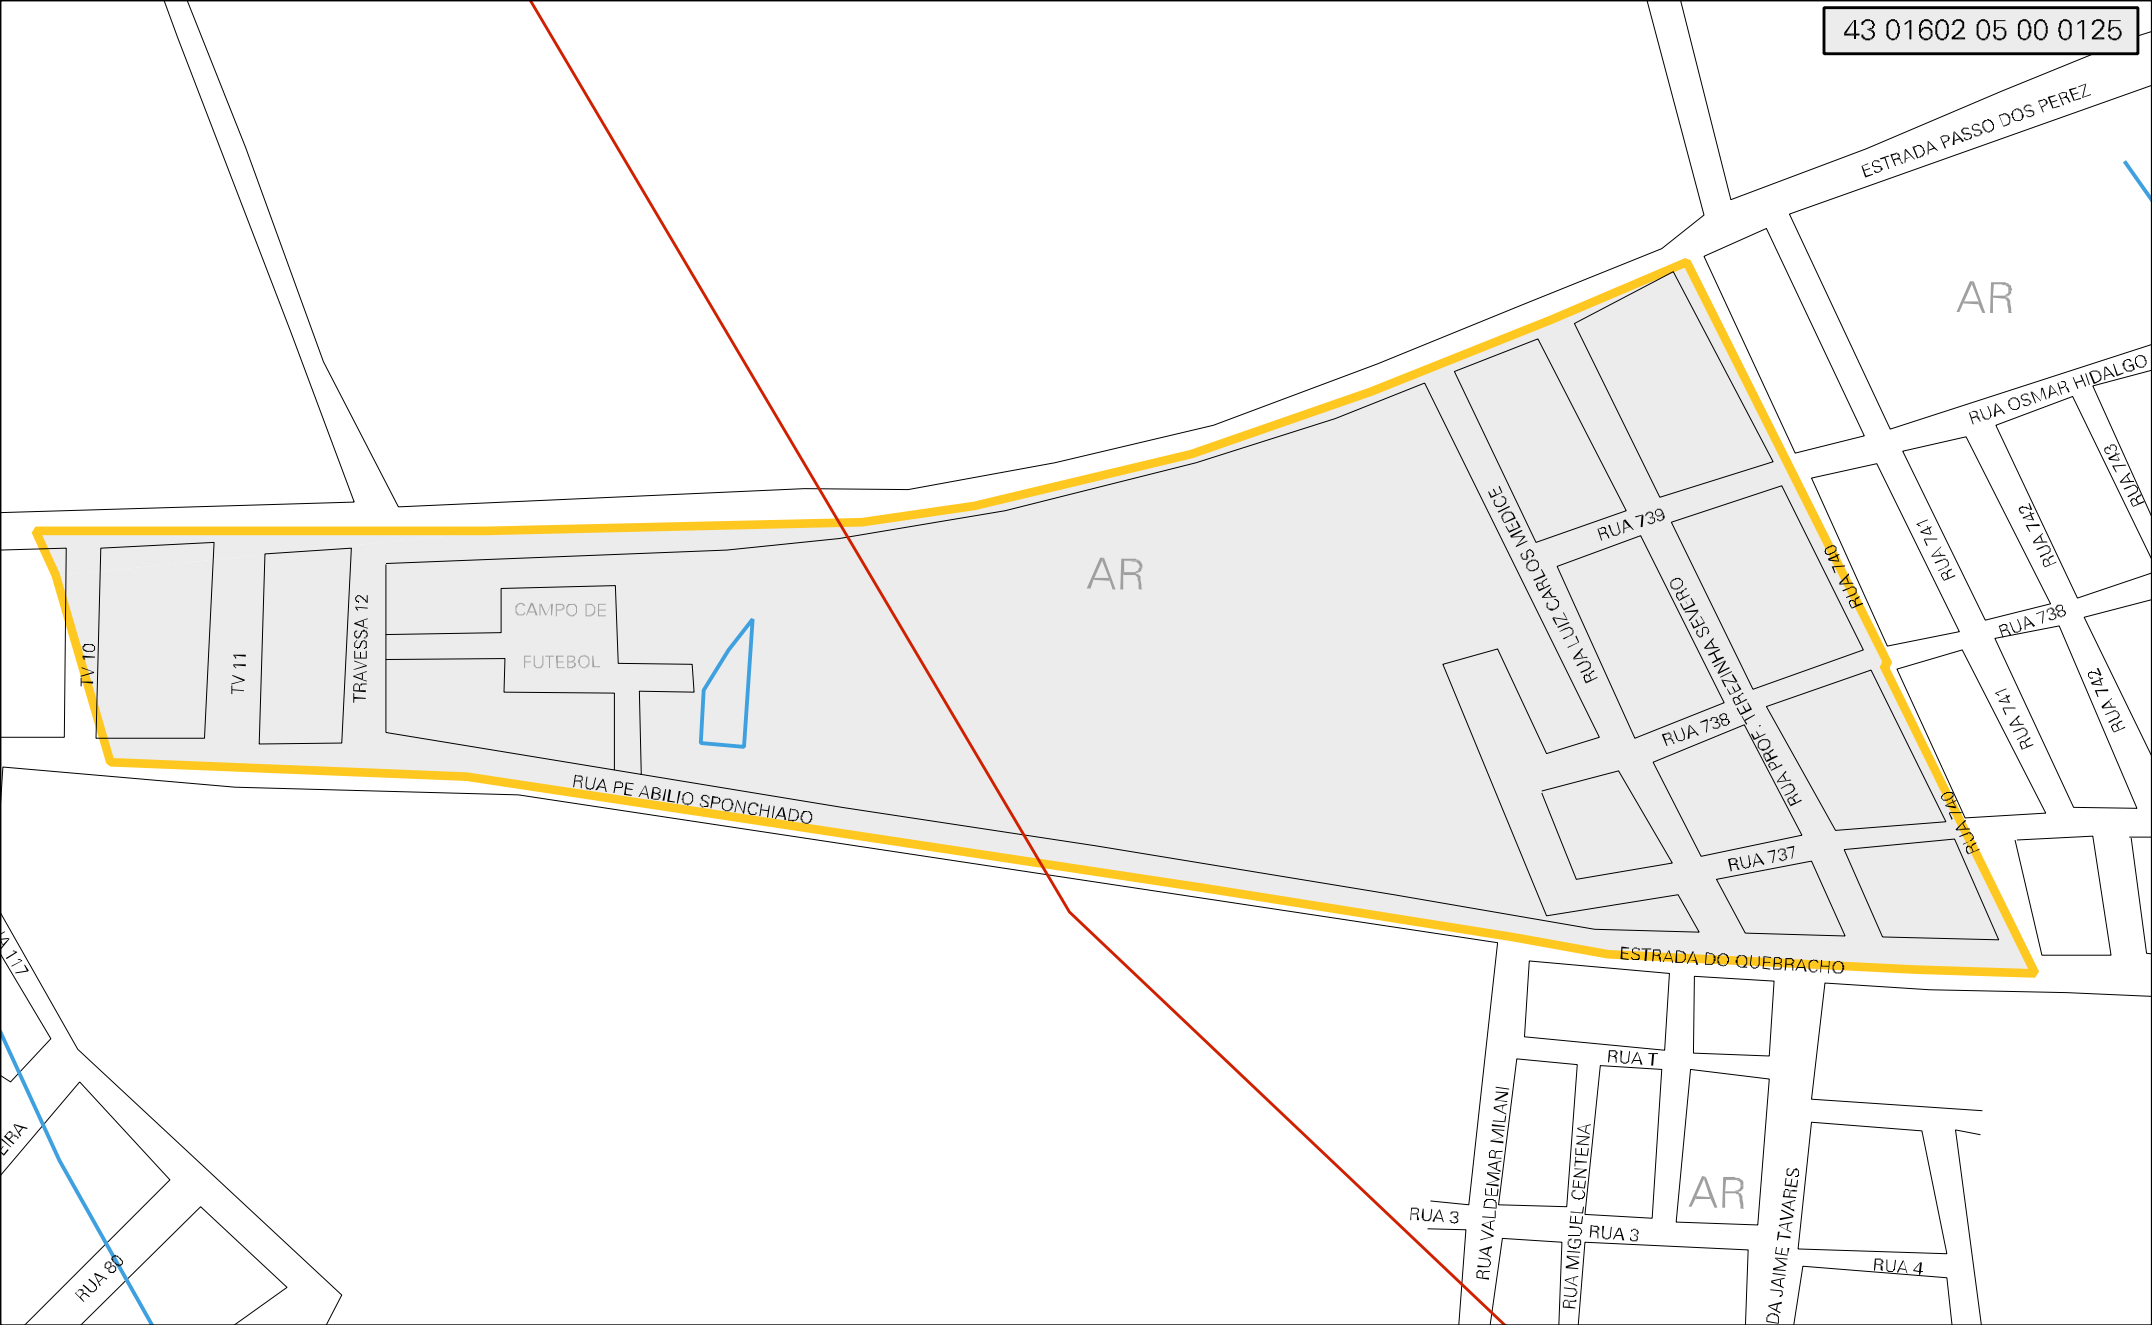 43 01602 05 00 0125
ESTRADA PASSO DOS PEREZ
AR
RUA OSMAR HIDALGO
RUA 743
RUA 742
RUA 741
RUA 740
RUA 739
RUA LUIZ CARLOS MEDICE
AR
RUA PROF. TEREZINHA SEVERO
RUA 738
RUA 738
RUA 742
RUA 741
RUA 740
RUA 737
CAMPO DE
FUTEBOL
TV 10
TV 11
TRAVESSA 12
RUA PE ABILIO SPONCHIADO
ESTRADA DO QUEBRACHO
A 117
EIRA
RUA 80
RUA T
RUA VALDEMAR MILANI
RUA MIGUEL CENTENA
AR
RUA 3
RUA 3
DA JAIME TAVARES
RUA 4